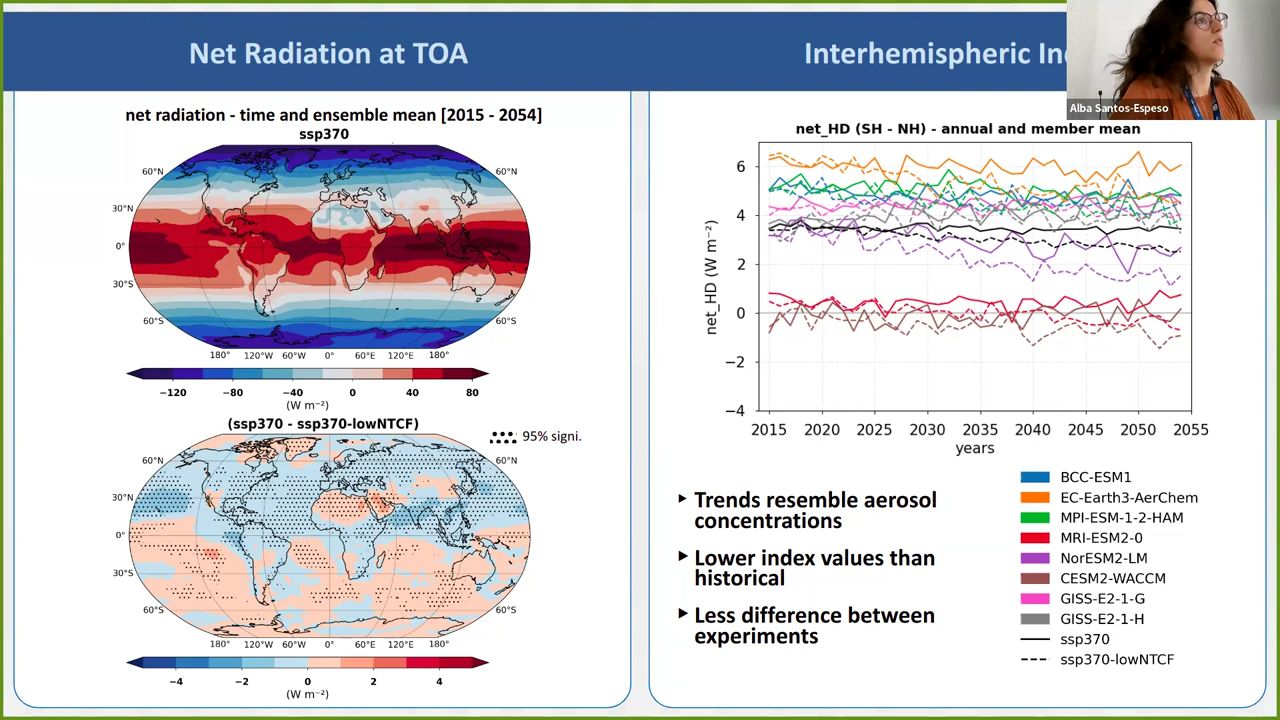 Net Radiation at TOA
net radiation - time and ensemble mean [2015 - 2054]
ssp370
60°N
60°N
30°N
30°N
0°
0°
30°S
30°S
60°S
60°S
180° 120°W 60°W 0° 60°E 120°E 180°
−120 −80 −40 0 40 80
(W m⁻²)
(ssp370 - ssp370-lowNTCF)
95% signi.
60°N
60°N
30°N
30°N
0°
0°
30°S
30°S
60°S
60°S
180° 120°W 60°W 0° 60°E 120°E 180°
−4 −2 0 2 4
(W m⁻²)
Interhemispheric
Alba Santos-Espeso
net_HD (SH - NH) - annual and member mean
net_HD (W m⁻²)
6
4
2
0
−2
−4
2015 2020 2025 2030 2035 2040 2045 2050 2055
years
▸ Trends resemble aerosol
concentrations
▸ Lower index values than
historical
▸ Less difference between
experiments
BCC-ESM1
EC-Earth3-AerChem
MPI-ESM-1-2-HAM
MRI-ESM2-0
NorESM2-LM
CESM2-WACCM
GISS-E2-1-G
GISS-E2-1-H
ssp370
ssp370-lowNTCF